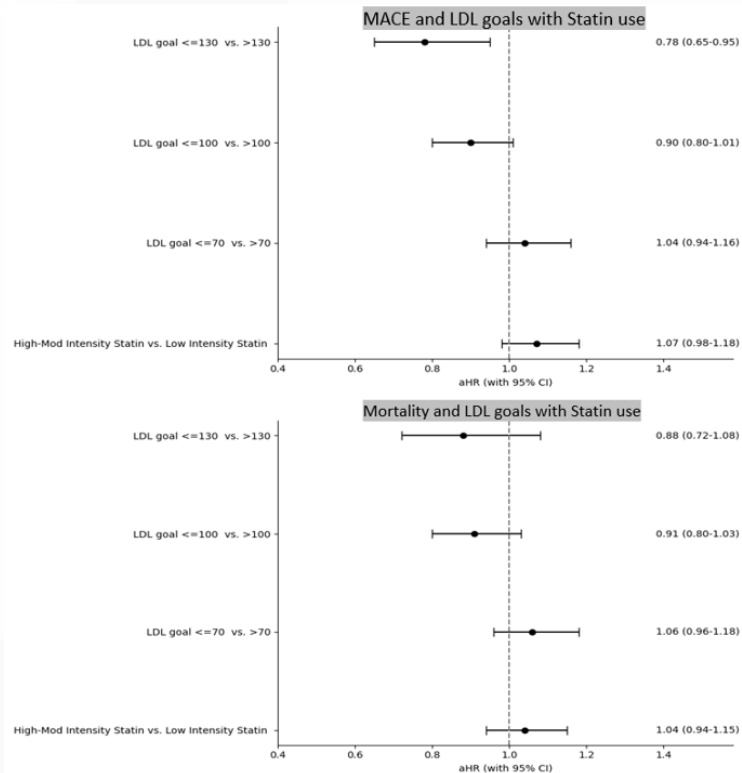 MACE and LDL goals with Statin use
LDL goal <=130 vs. >130 0.78 (0.65-0.95)
LDL goal <=100 vs. >100 0.90 (0.80-1.01)
LDL goal <=70 vs. >70 1.04 (0.94-1.16)
High-Mod Intensity Statin vs. Low Intensity Statin 1.07 (0.98-1.18)
0.4 0.6 0.8 1.0 1.2 1.4
aHR (with 95% CI)
Mortality and LDL goals with Statin use
LDL goal <=130 vs. >130 0.88 (0.72-1.08)
LDL goal <=100 vs. >100 0.91 (0.80-1.03)
LDL goal <=70 vs. >70 1.06 (0.96-1.18)
High-Mod Intensity Statin vs. Low Intensity Statin 1.04 (0.94-1.15)
0.4 0.6 0.8 1.0 1.2 1.4
aHR (with 95% CI)